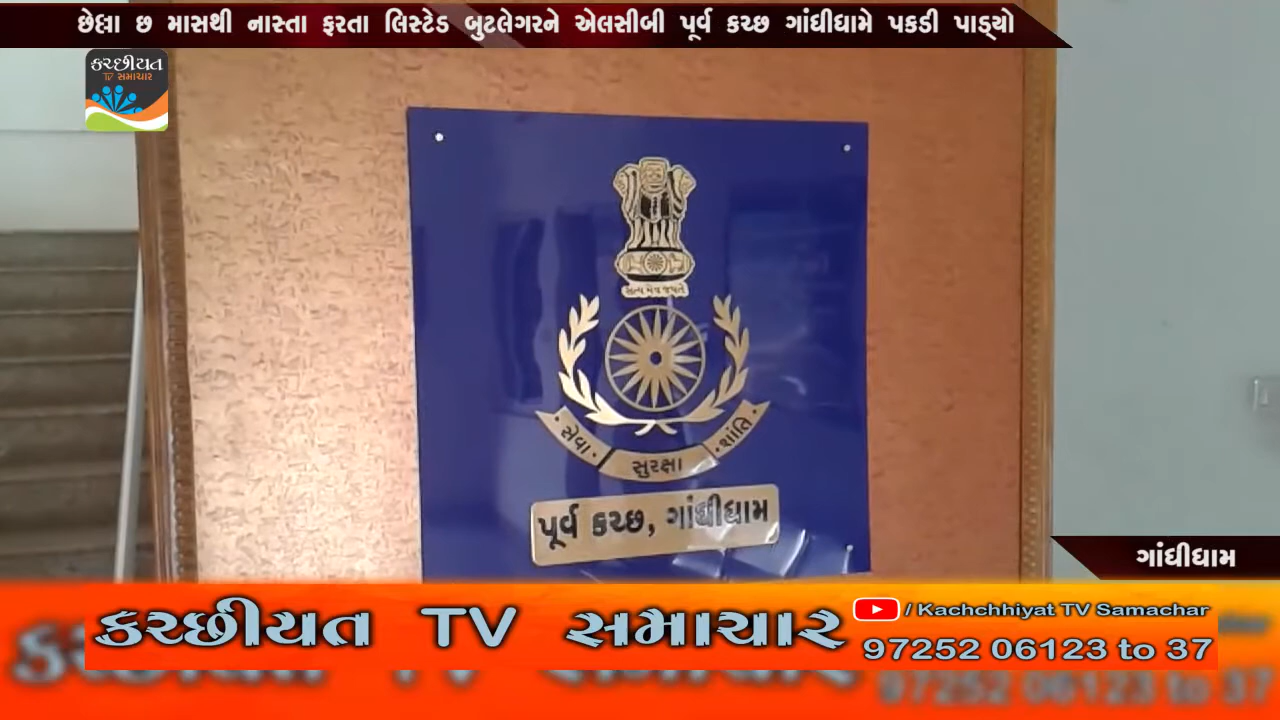 છેલ્લા છ માસથી નાસ્તા ફરતા લિસ્ટેડ બુટલેગરને એલસીબી પૂર્વ કચ્છ ગાંધીધામે પકડી પાડ્યો
કચ્છીયત
TV સમાચાર
સત્યમેવ જયતે
સેવા
સુરક્ષા
શાંતિ
પૂર્વ કચ્છ, ગાંધીધામ
ગાંધીધામ
કચ્છીયત TV સમાચાર
/ Kachchhiyat TV Samachar
97252 06123 to 37